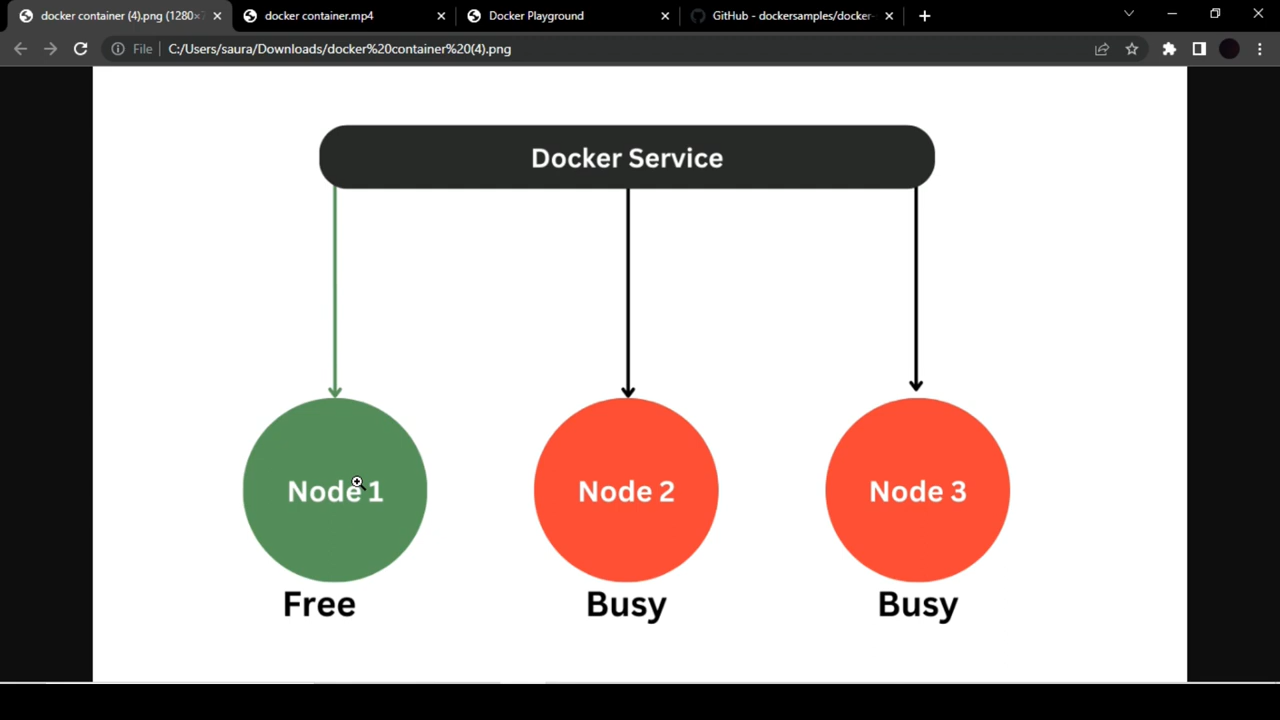 docker container (4).png (1280×7
docker container.mp4
Docker Playground
GitHub - dockersamples/docker-
File
C:/Users/saura/Downloads/docker%20container%20(4).png
Docker Service
Node 1
Node 2
Node 3
Free
Busy
Busy